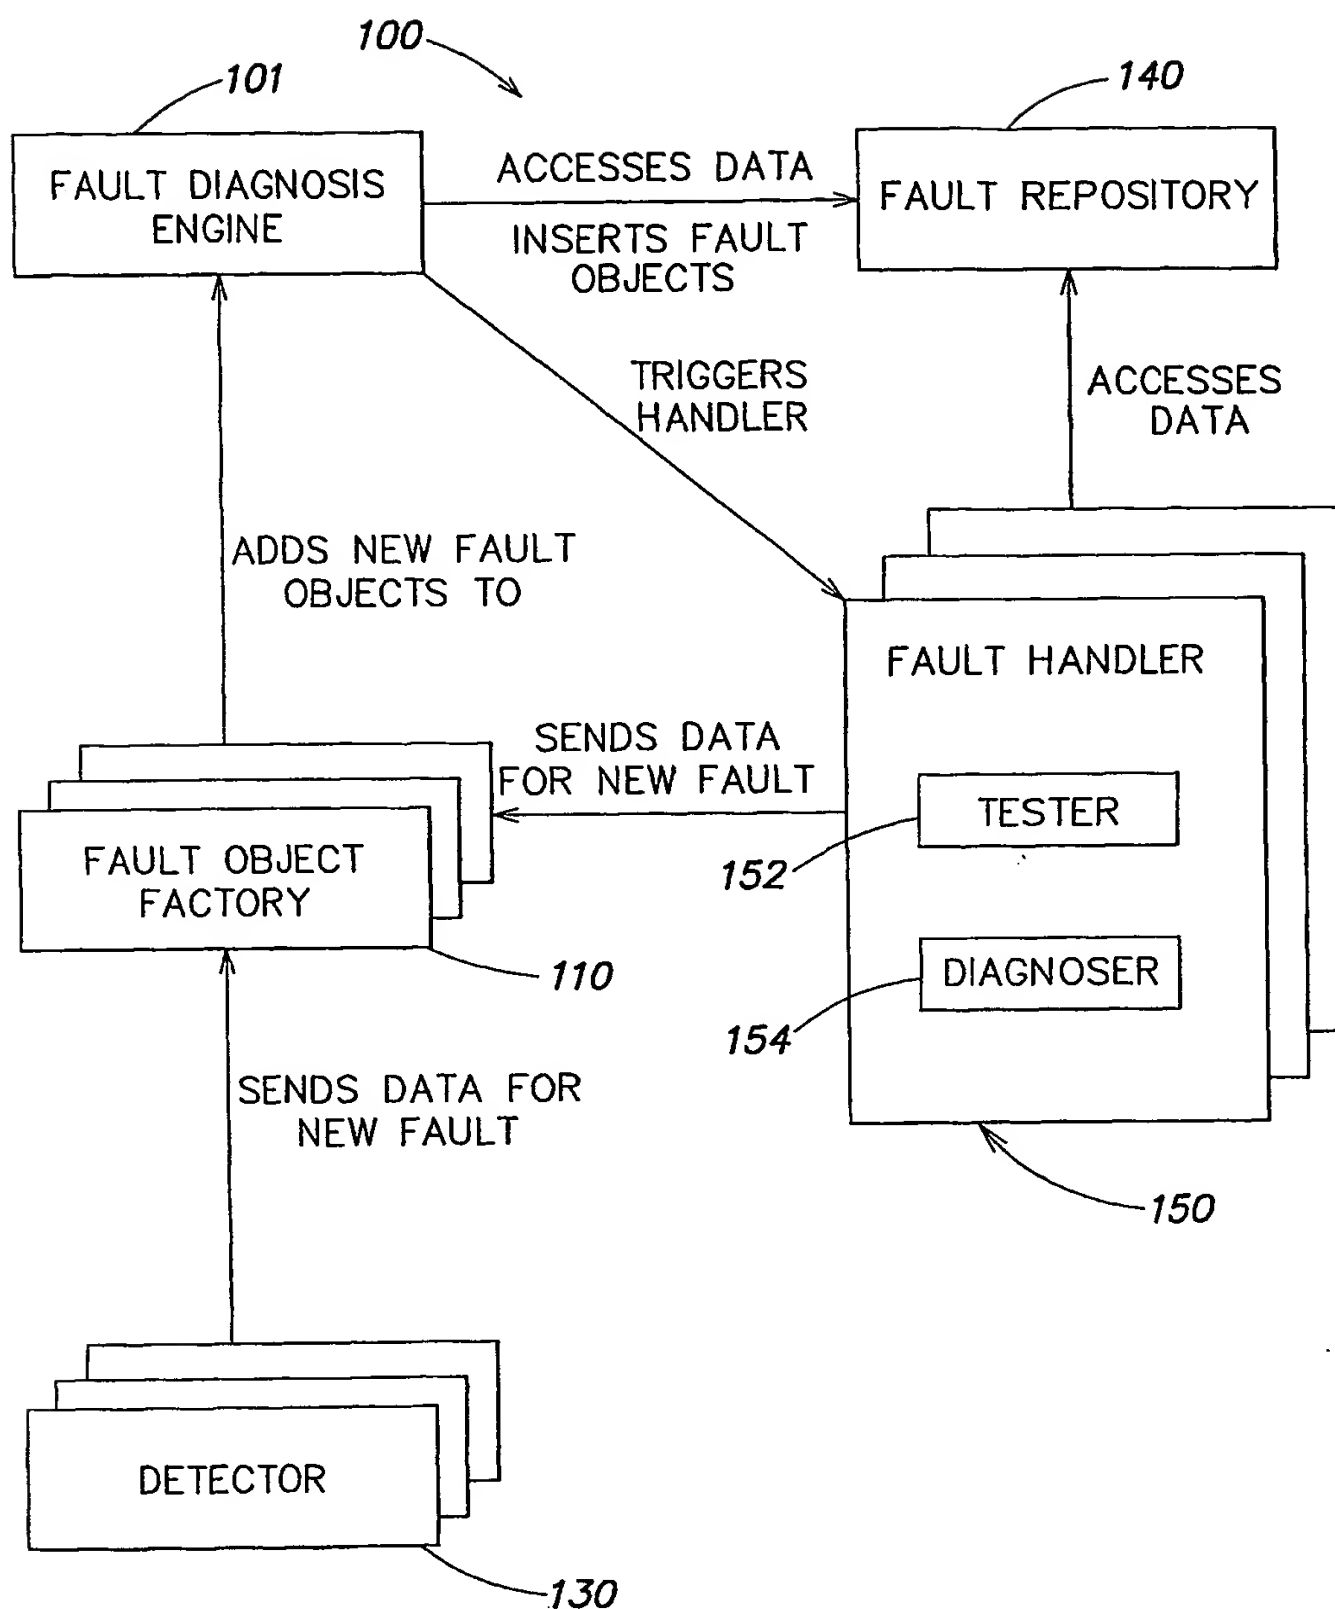 100
101
140
FAULT DIAGNOSIS
ENGINE
ACCESSES DATA
INSERTS FAULT
OBJECTS
FAULT REPOSITORY
TRIGGERS
HANDLER
ACCESSES
DATA
ADDS NEW FAULT
OBJECTS TO
FAULT HANDLER
SENDS DATA
FOR NEW FAULT
TESTER
152
FAULT OBJECT
FACTORY
110
DIAGNOSER
154
SENDS DATA FOR
NEW FAULT
150
DETECTOR
130